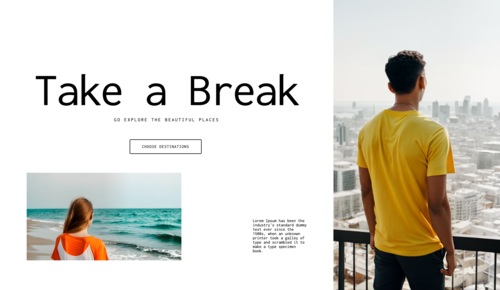 Take a Break
GO EXPLORE THE BEAUTIFUL PLACES
CHOOSE DESTINATIONS
Lorem Ipsum has been the
industry's standard dummy
text ever since the
1500s, when an unknown
printer took a galley of
type and scrambled it to
make a type specimen
book.